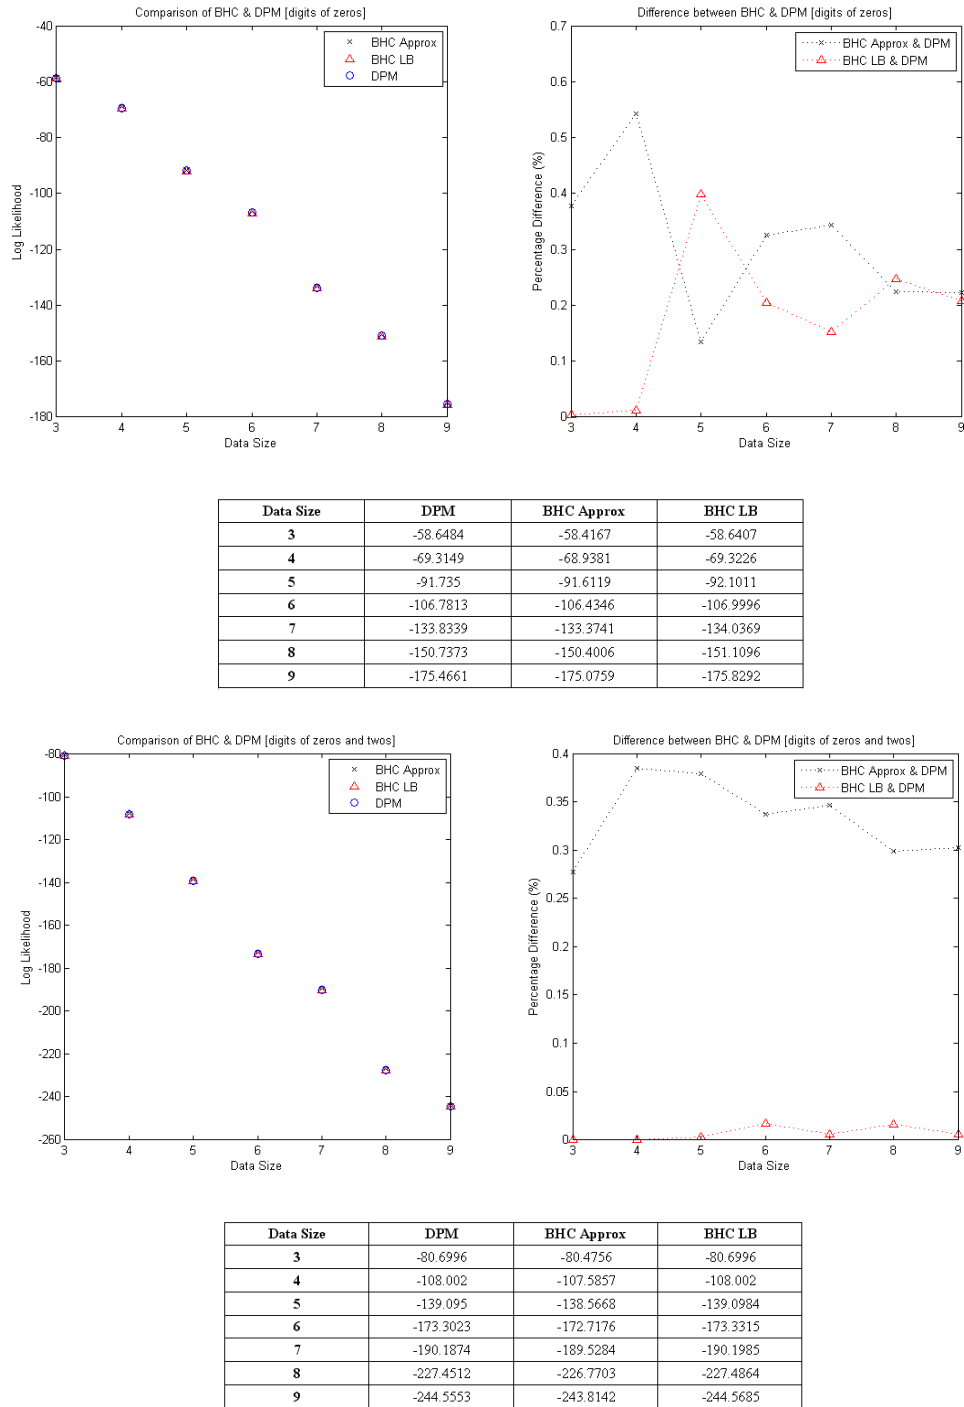 Comparison of BHC & DPM [digits of zeros]
-40
-60
-80
-100
-120
-140
-160
-180
3 4 5 6 7 8 9
Log Likelihood
Data Size
BHC Approx
BHC LB
DPM
Difference between BHC & DPM [digits of zeros]
0.7
0.6
0.5
0.4
0.3
0.2
0.1
0
3 4 5 6 7 8 9
Percentage Difference (%)
Data Size
BHC Approx & DPM
BHC LB & DPM
Data Size DPM BHC Approx BHC LB
3 -58.6484 -58.4167 -58.6407
4 -69.3149 -68.9381 -69.3226
5 -91.735 -91.6119 -92.1011
6 -106.7813 -106.4346 -106.9996
7 -133.8339 -133.3741 -134.0369
8 -150.7373 -150.4006 -151.1096
9 -175.4661 -175.0759 -175.8292
Comparison of BHC & DPM [digits of zeros and twos]
-80
-100
-120
-140
-160
-180
-200
-220
-240
-260
3 4 5 6 7 8 9
Log Likelihood
Data Size
BHC Approx
BHC LB
DPM
Difference between BHC & DPM [digits of zeros and twos]
0.4
0.35
0.3
0.25
0.2
0.15
0.1
0.05
0
3 4 5 6 7 8 9
Percentage Difference (%)
Data Size
BHC Approx & DPM
BHC LB & DPM
Data Size DPM BHC Approx BHC LB
3 -80.6996 -80.4756 -80.6996
4 -108.002 -107.5857 -108.002
5 -139.095 -138.5668 -139.0984
6 -173.3023 -172.7176 -173.3315
7 -190.1874 -189.5284 -190.1985
8 -227.4512 -226.7703 -227.4864
9 -244.5553 -243.8142 -244.5685